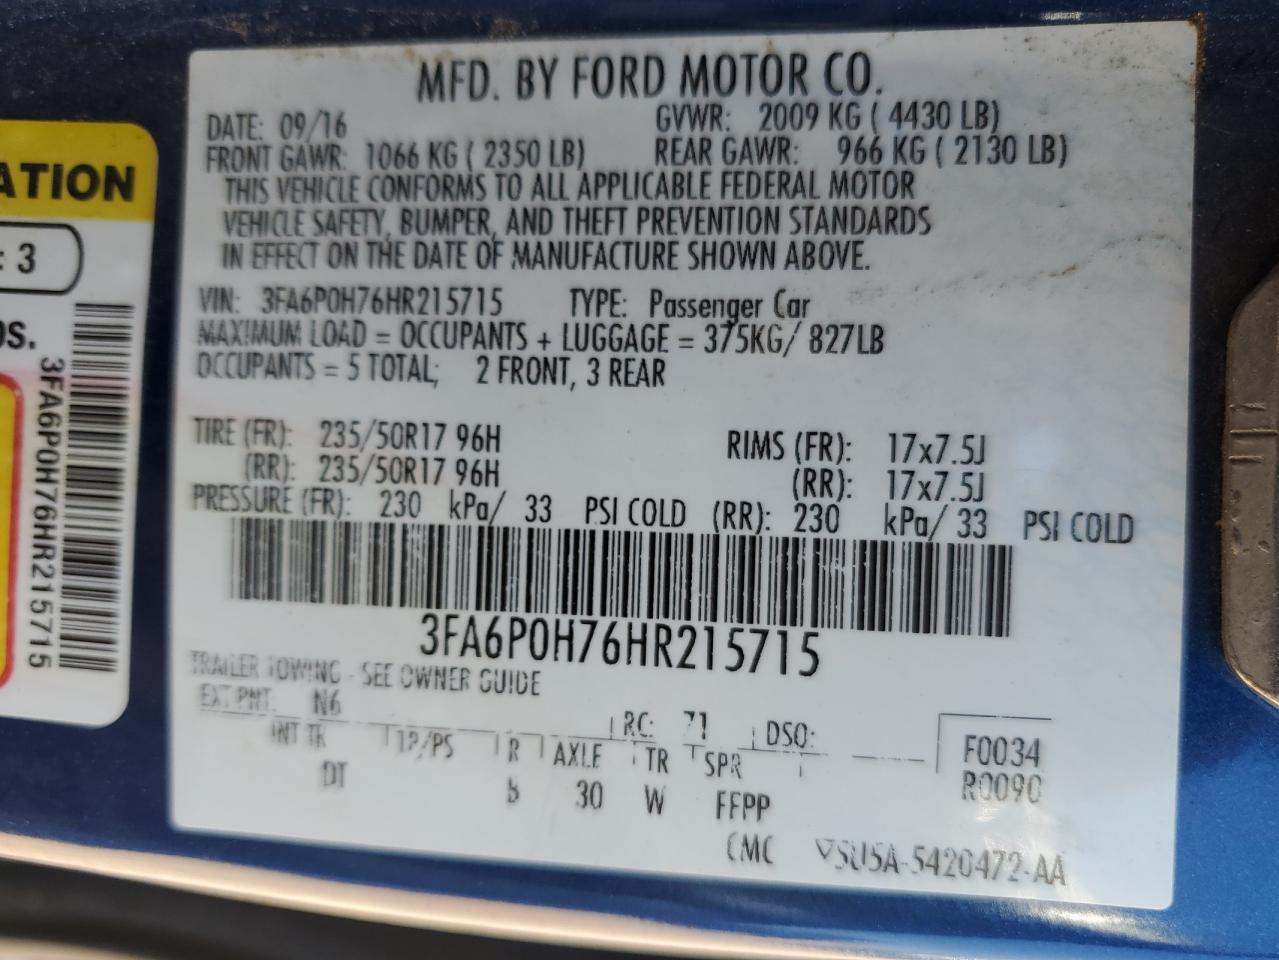 MFD. BY FORD MOTOR CO.
DATE: 09/16 GVWR: 2009 KG ( 4430 LB)
FRONT GAWR: 1066 KG ( 2350 LB) REAR GAWR: 966 KG ( 2130 LB)
THIS VEHICLE CONFORMS TO ALL APPLICABLE FEDERAL MOTOR
VEHICLE SAFETY, BUMPER, AND THEFT PREVENTION STANDARDS
IN EFFECT ON THE DATE OF MANUFACTURE SHOWN ABOVE.
VIN: 3FA6P0H76HR215715 TYPE: Passenger Car
MAXIMUM LOAD = OCCUPANTS + LUGGAGE = 375KG/ 827LB
OCCUPANTS = 5 TOTAL; 2 FRONT, 3 REAR
TIRE (FR): 235/50R17 96H RIMS (FR): 17x7.5J
(RR): 235/50R17 96H (RR): 17x7.5J
PRESSURE (FR): 230 kPa/ 33 PSI COLD (RR): 230 kPa/ 33 PSI COLD
3FA6P0H76HR215715
TRAILER TOWING - SEE OWNER GUIDE
EXT PNT: N6 RC: 71 DSO: F0034
INT TR TP/PS R AXLE TR SPR R0090
DT 30 W FFPP
CMC 5U5A-5420472-AA
ATION
: 3
3FA6P0H76HR215715